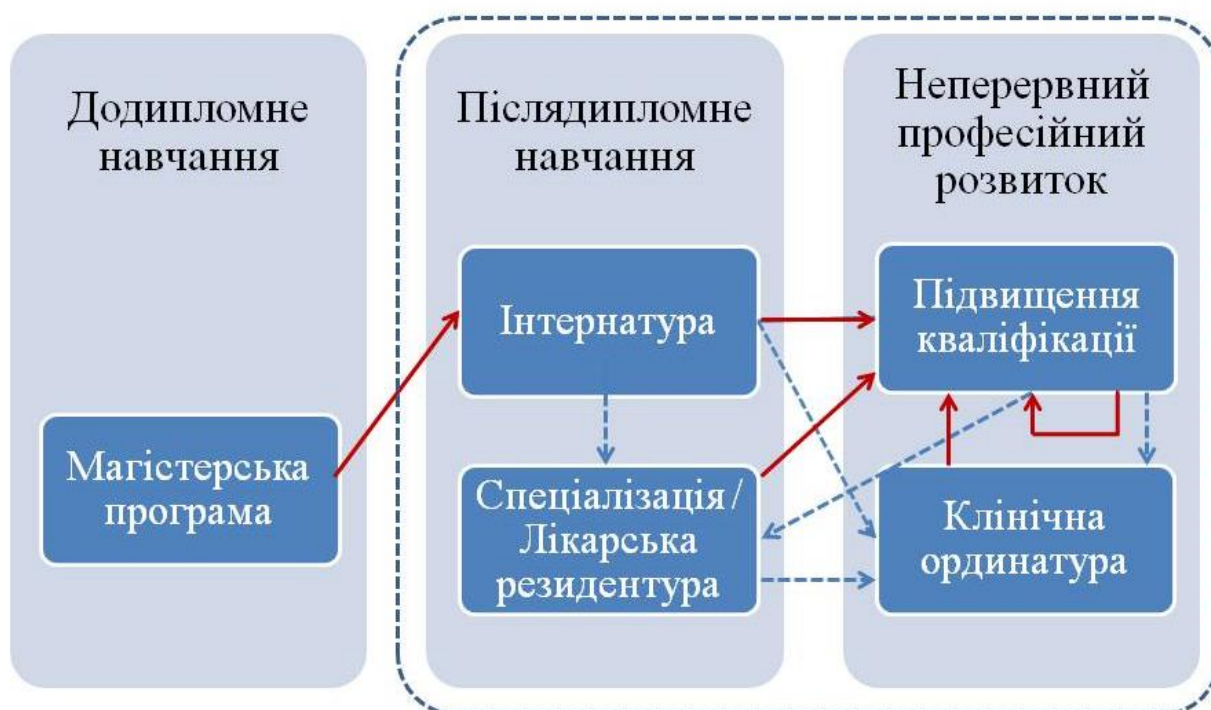 Додипломне
навчання
Магістерська
програма
Післядипломне
навчання
Інтернатура
Спеціалізація /
Лікарська
резидентура
Неперервний
професійний
розвиток
Підвищення
кваліфікації
Клінічна
ординатура